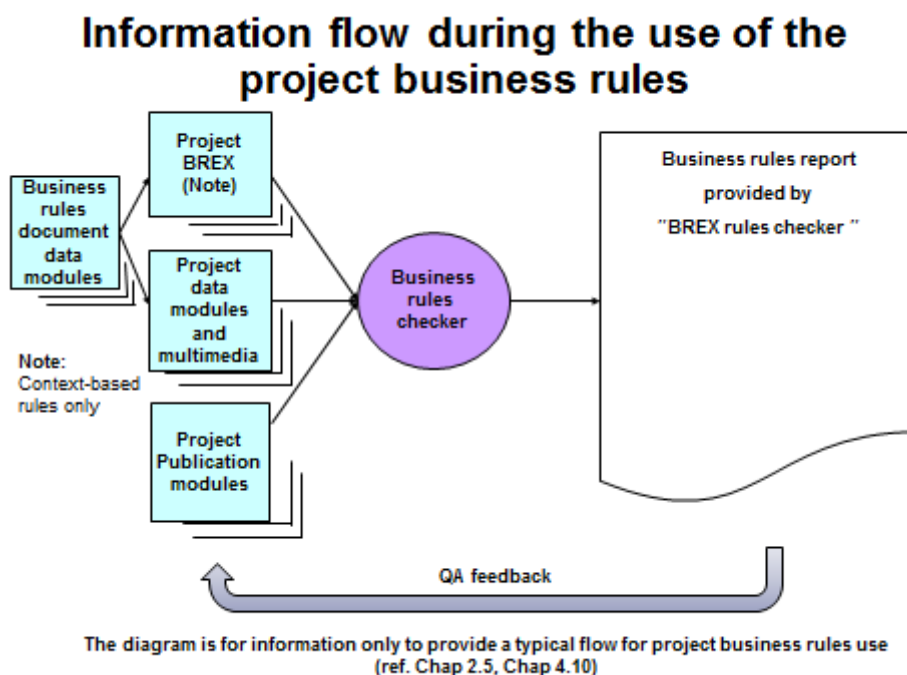 Information flow during the use of the
project business rules
Project
BREX
(Note)
Business
rules
document
data
modules
Project
data
modules
and
multimedia
Note:
Context-based
rules only
Project
Publication
modules
Business
rules
checker
Business rules report
provided by
"BREX rules checker "
QA feedback
The diagram is for information only to provide a typical flow for project business rules use
(ref. Chap 2.5, Chap 4.10)